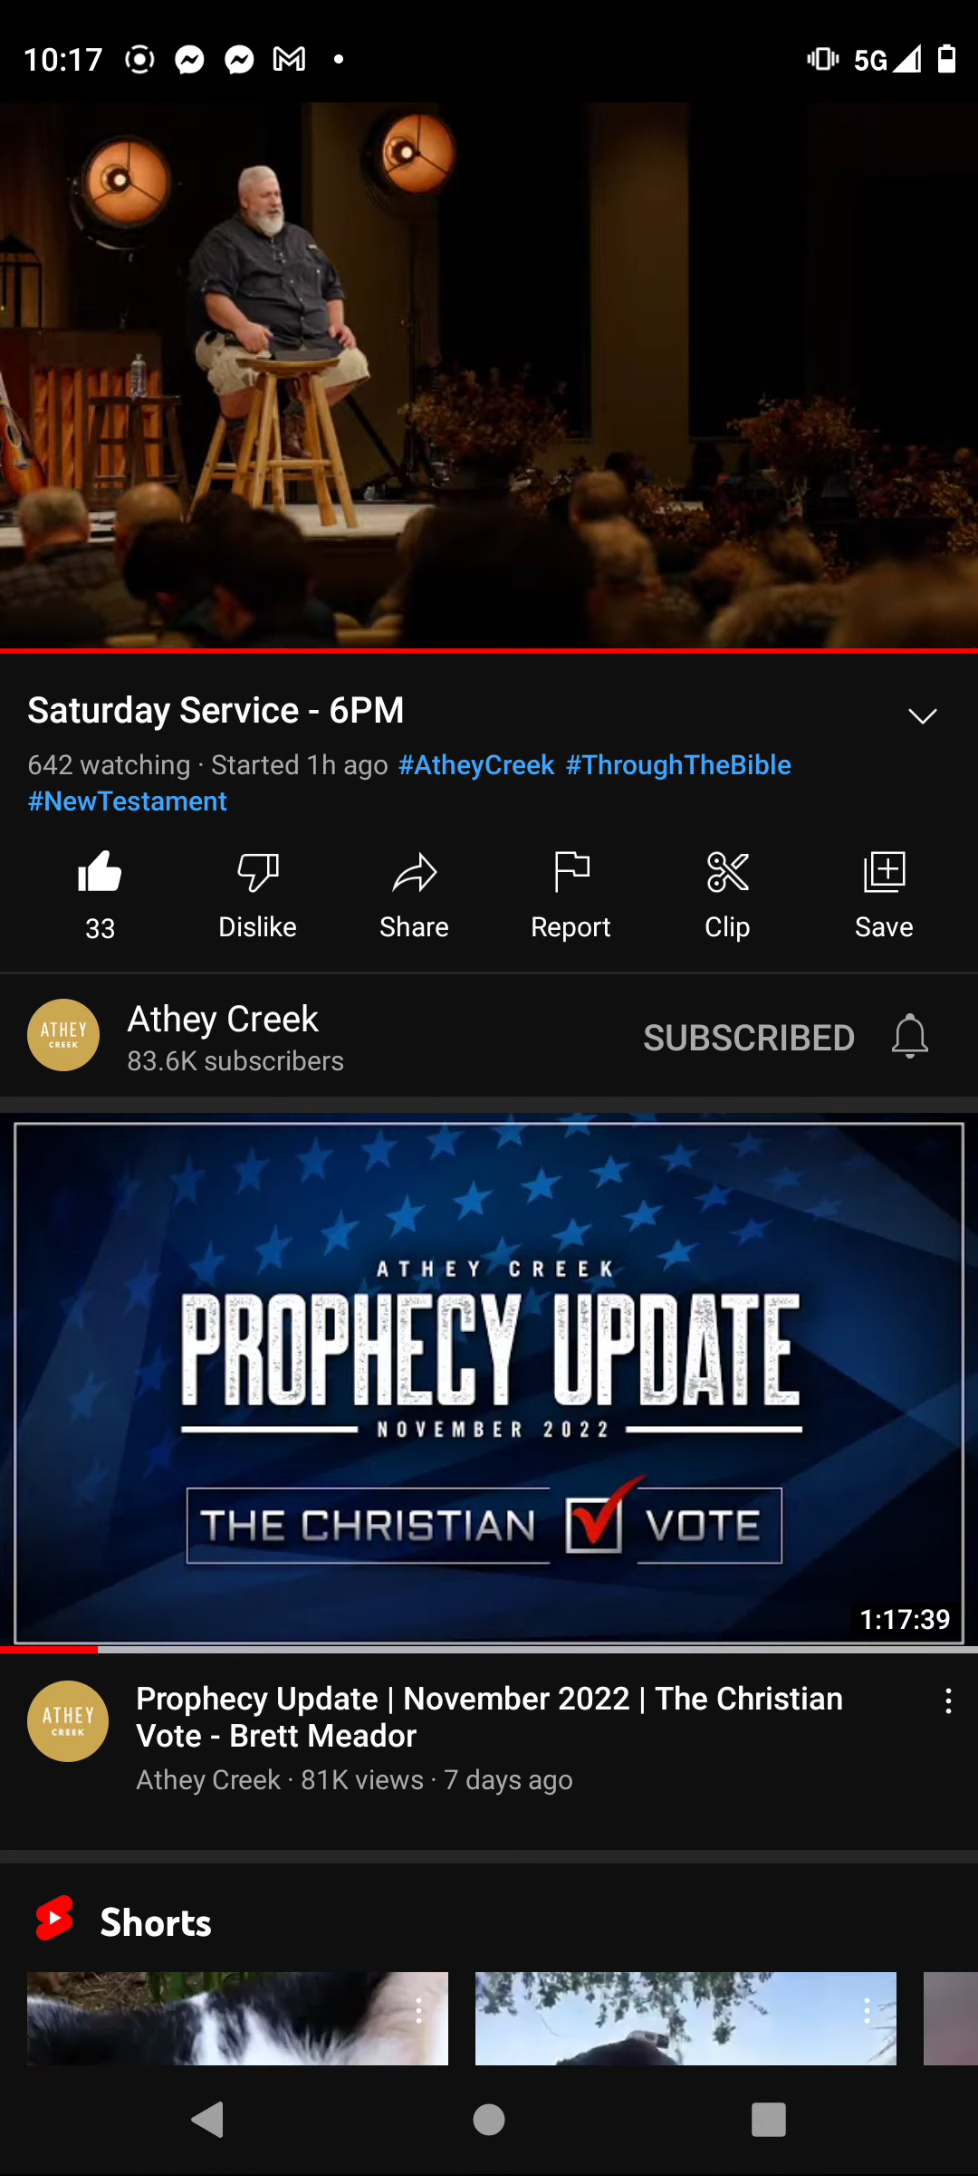 10:17
5G
Saturday Service - 6PM
642 watching · Started 1h ago #AtheyCreek #ThroughTheBible
#NewTestament
33
Dislike
Share
Report
Clip
Save
ATHEY
CREEK
Athey Creek
83.6K subscribers
SUBSCRIBED
ATHEY CREEK
PROPHECY UPDATE
NOVEMBER 2022
THE CHRISTIAN VOTE
1:17:39
ATHEY
CREEK
Prophecy Update | November 2022 | The Christian
Vote - Brett Meador
Athey Creek · 81K views · 7 days ago
Shorts